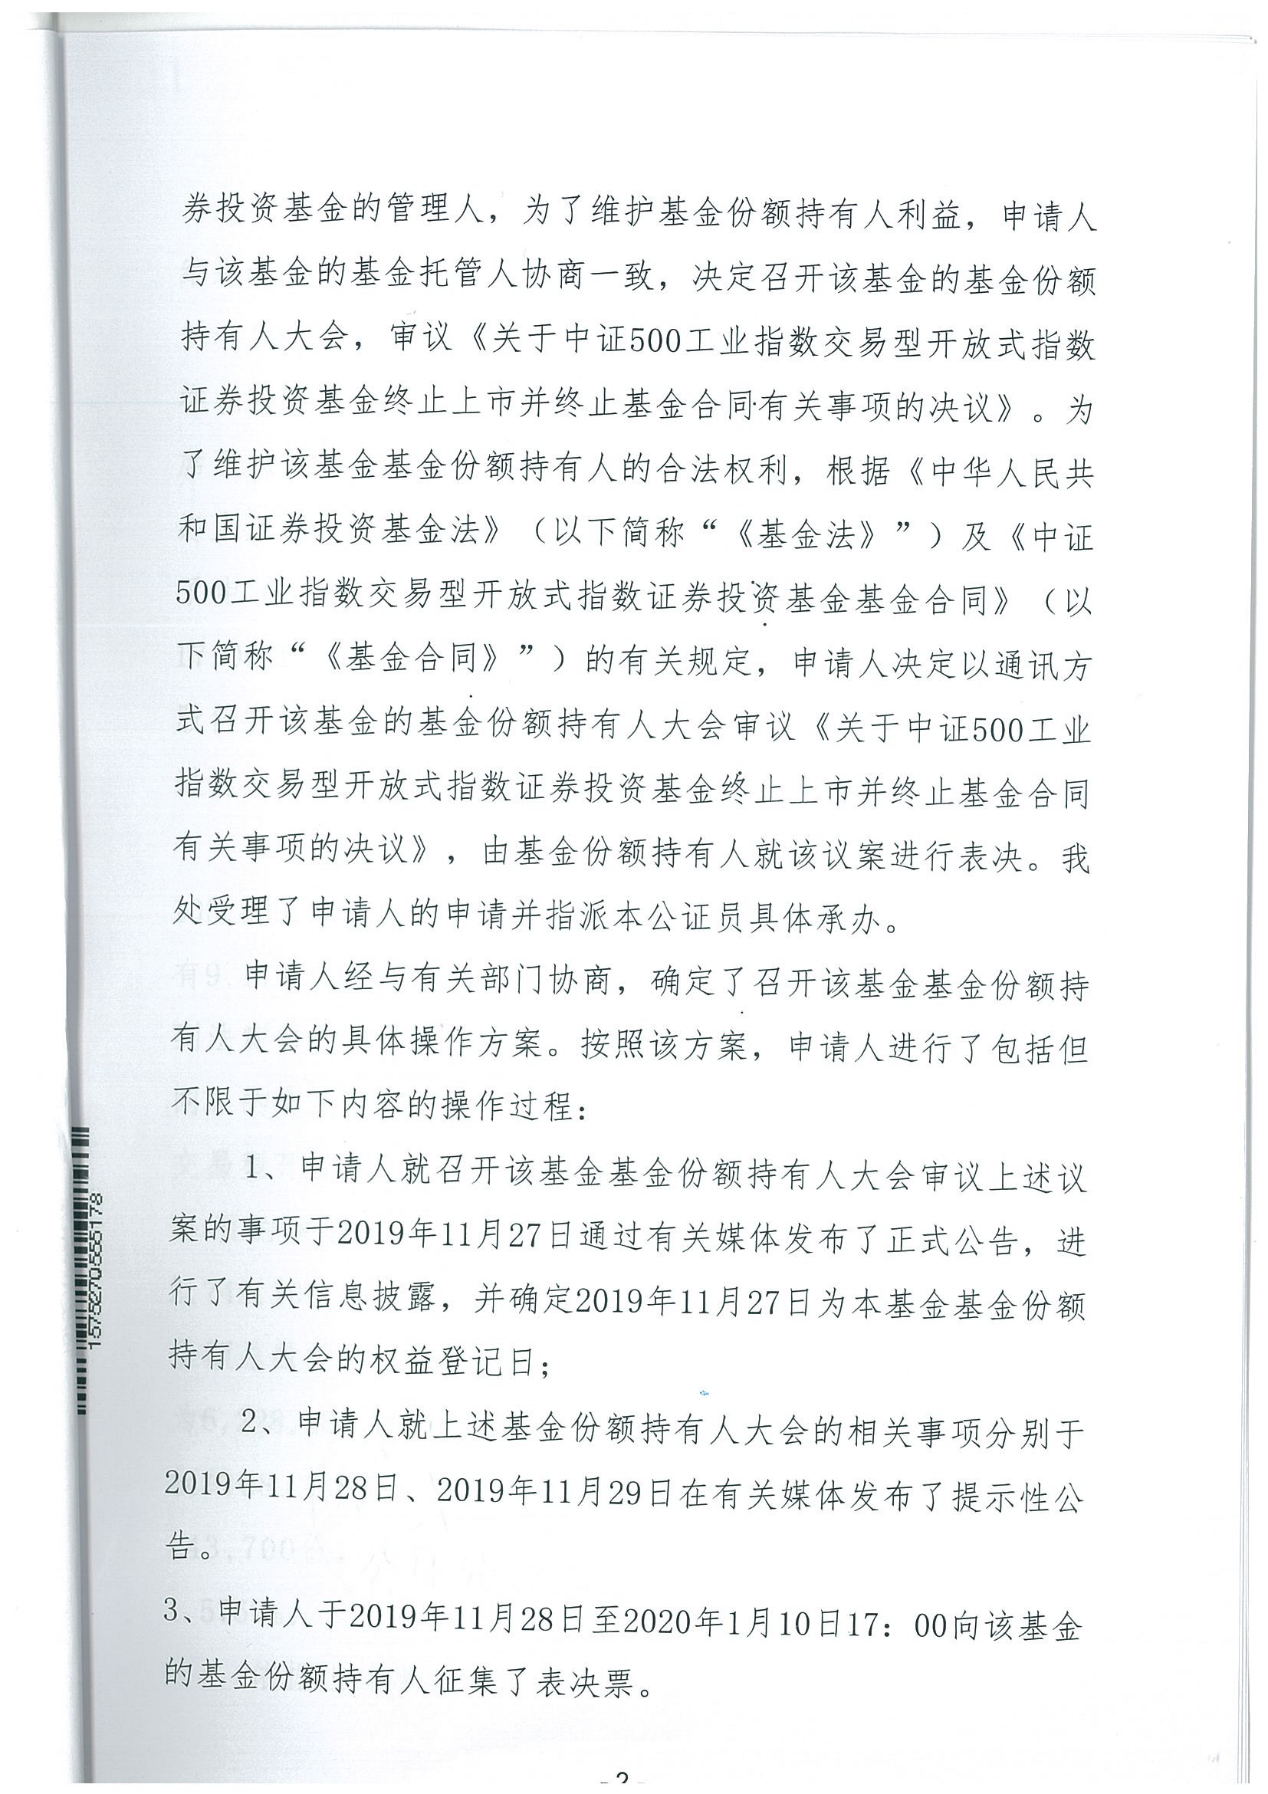 券投资基金的管理人，为了维护基金份额持有人利益，申请人
与该基金的基金托管人协商一致，决定召开该基金的基金份额
持有人大会，审议《关于中证500工业指数交易型开放式指数
证券投资基金终止上市并终止基金合同有关事项的决议》。为
了维护该基金基金份额持有人的合法权利，根据《中华人民共
和国证券投资基金法》（以下简称“《基金法》”）及《中证
500工业指数交易型开放式指数证券投资基金基金合同》（以
下简称“《基金合同》”）的有关规定，申请人决定以通讯方
式召开该基金的基金份额持有人大会审议《关于中证500工业
指数交易型开放式指数证券投资基金终止上市并终止基金合同
有关事项的决议》，由基金份额持有人就该议案进行表决。我
处受理了申请人的申请并指派本公证员具体承办。
申请人经与有关部门协商，确定了召开该基金基金份额持
有人大会的具体操作方案。按照该方案，申请人进行了包括但
不限于如下内容的操作过程：
1、申请人就召开该基金基金份额持有人大会审议上述议
案的事项于2019年11月27日通过有关媒体发布了正式公告，进
行了有关信息披露，并确定2019年11月27日为本基金基金份额
持有人大会的权益登记日；
2、申请人就上述基金份额持有人大会的相关事项分别于
2019年11月28日、2019年11月29日在有关媒体发布了提示性公
告。
3、申请人于2019年11月28日至2020年1月10日17：00向该基金
的基金份额持有人征集了表决票。
1575270555178